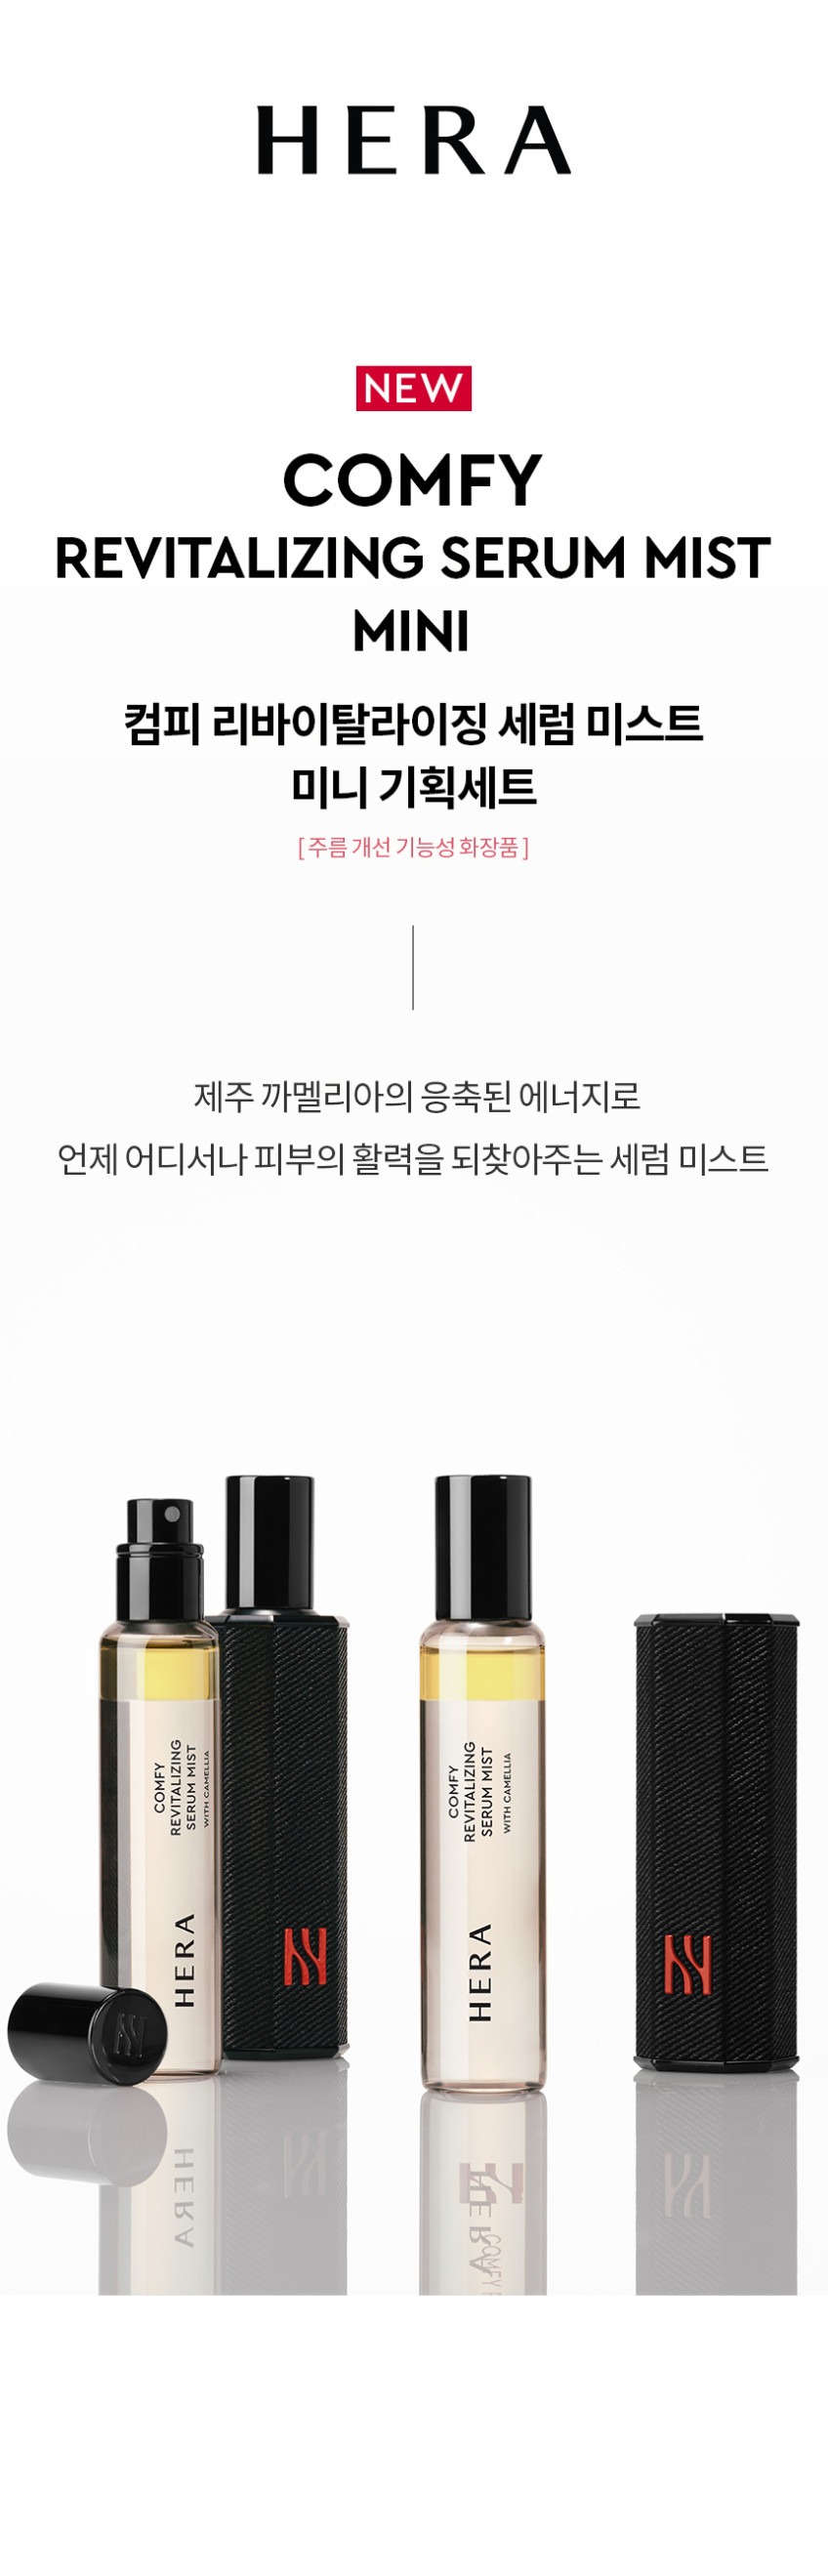 HERA
NEW
COMFY
REVITALIZING SERUM MIST
MINI
컴피 리바이탈라이징 세럼 미스트
미니 기획세트
[ 주름 개선 기능성 화장품 ]
제주 까멜리아의 응축된 에너지로
언제 어디서나 피부의 활력을 되찾아주는 세럼 미스트
COMFY
REVITALIZING
SERUM MIST
WITH CAMELLIA
HERA
COMFY
REVITALIZING
SERUM MIST
WITH CAMELLIA
HERA